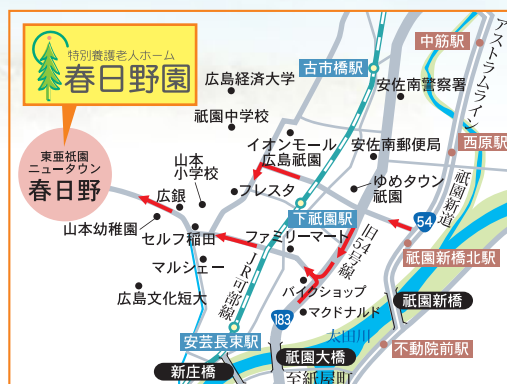 特別養護老人ホーム
春日野園
東亜祇園
ニュータウン
春日野
アストラムライン
中筋駅
古市橋駅
広島経済大学
安佐南警察署
祇園中学校
イオンモール
広島祇園
安佐南郵便局
西原駅
山本
小学校
フレスタ
ゆめタウン
祇園
祇園新道
広銀
下祇園駅
54
山本幼稚園
セルフ稲田
ファミリーマート
旧54号線
祇園新橋北駅
マルシェー
JR可部線
広島文化短大
バイクショップ
マクドナルド
祇園新橋
183
太田川
安芸長束駅
祇園大橋
不動院前駅
新庄橋
至紙屋町